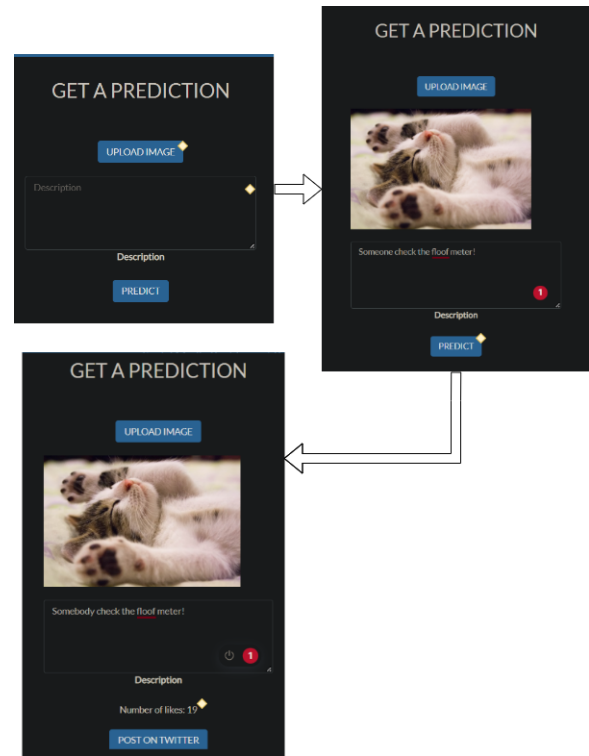 GET A PREDICTION
UPLOAD IMAGE
Description
Description
PREDICT
GET A PREDICTION
UPLOAD IMAGE
Someone check the floof meter!
1
Description
PREDICT
GET A PREDICTION
UPLOAD IMAGE
Somebody check the floof meter!
1
Description
Number of likes: 19
POST ON TWITTER